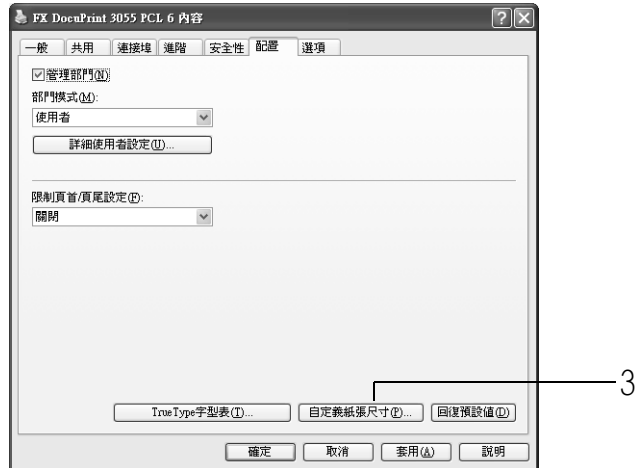 FX DocuPrint 3055 PCL 6 內容
一般 共用 連接埠 進階 安全性 配置 選項
管理部門(N)
部門模式(M):
使用者
詳細使用者設定(U)...
限制頁首/頁尾設定(F):
關閉
3
TrueType字型表(T)... 自定義紙張尺寸(P)... 回復預設值(D)
確定 取消 套用(A) 說明